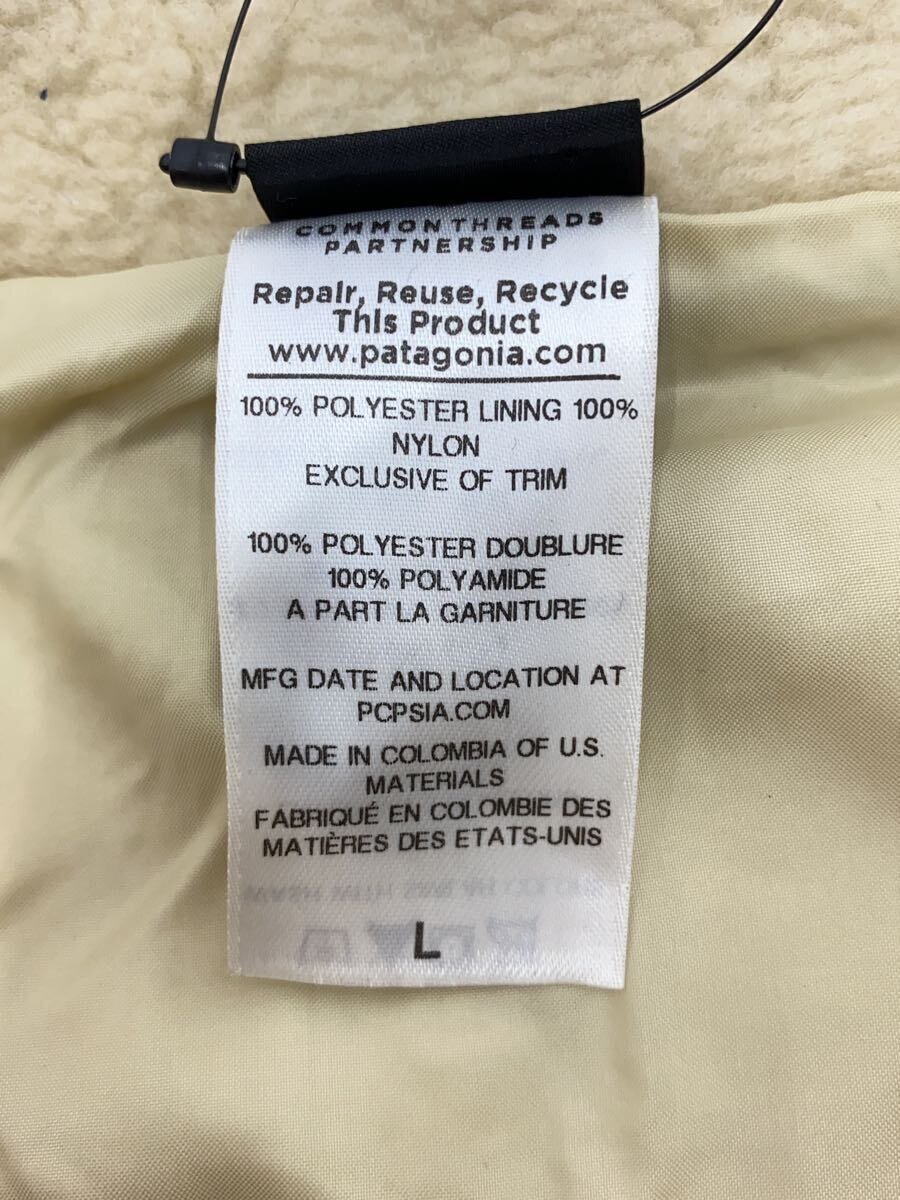 COMMON THREADS
PARTNERSHIP
Repair, Reuse, Recycle
This Product
www.patagonia.com
100% POLYESTER LINING 100%
NYLON
EXCLUSIVE OF TRIM
100% POLYESTER DOUBLURE
100% POLYAMIDE
A PART LA GARNITURE
MFG DATE AND LOCATION AT
PCPSIA.COM
MADE IN COLOMBIA OF U.S.
MATERIALS
FABRIQUÉ EN COLOMBIE DES
MATIÈRES DES ETATS-UNIS
L